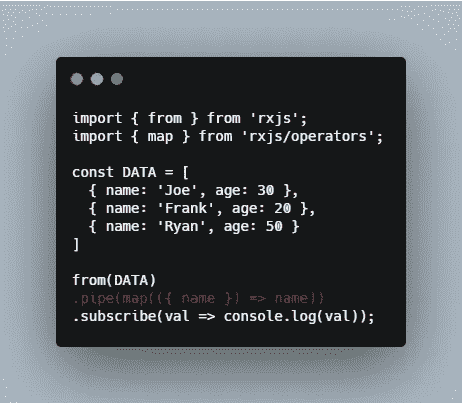 import { from } from 'rxjs';
import { map } from 'rxjs/operators';
const DATA = [
{ name: 'Joe', age: 30 },
{ name: 'Frank', age: 20 },
{ name: 'Ryan', age: 50 }
]
from(DATA)
.pipe(map(({ name }) => name))
.subscribe(val => console.log(val));